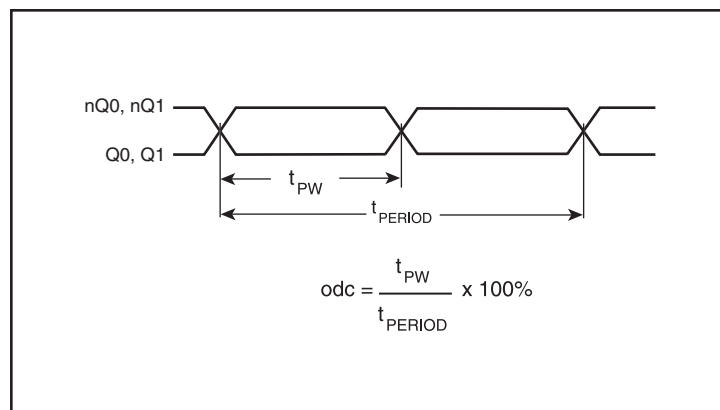 nQ0, nQ1
Q0, Q1
tPW
tPERIOD
odc = tPW / tPERIOD x 100%